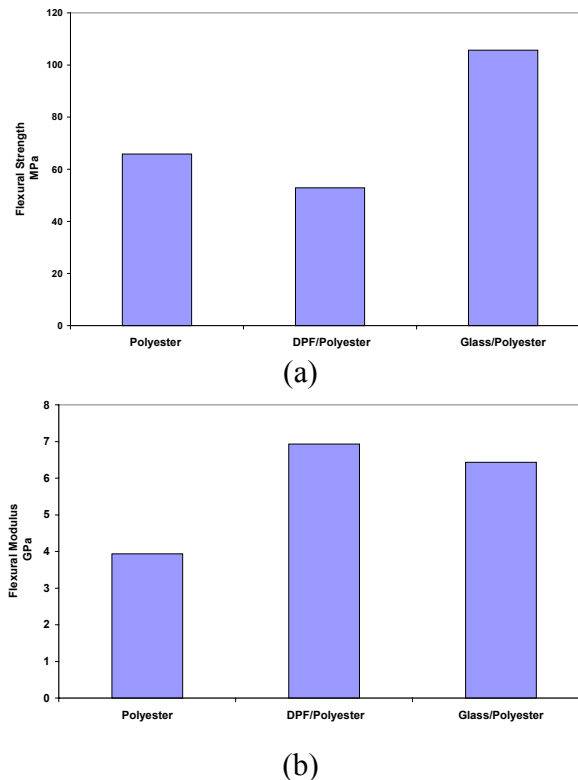 120
100
80
60
40
20
0
Flexural Strength
MPa
Polyester DPF/Polyester Glass/Polyester
(a)
8
7
6
5
4
3
2
1
0
Flexural Modulus
GPa
Polyester DPF/Polyester Glass/Polyester
(b)